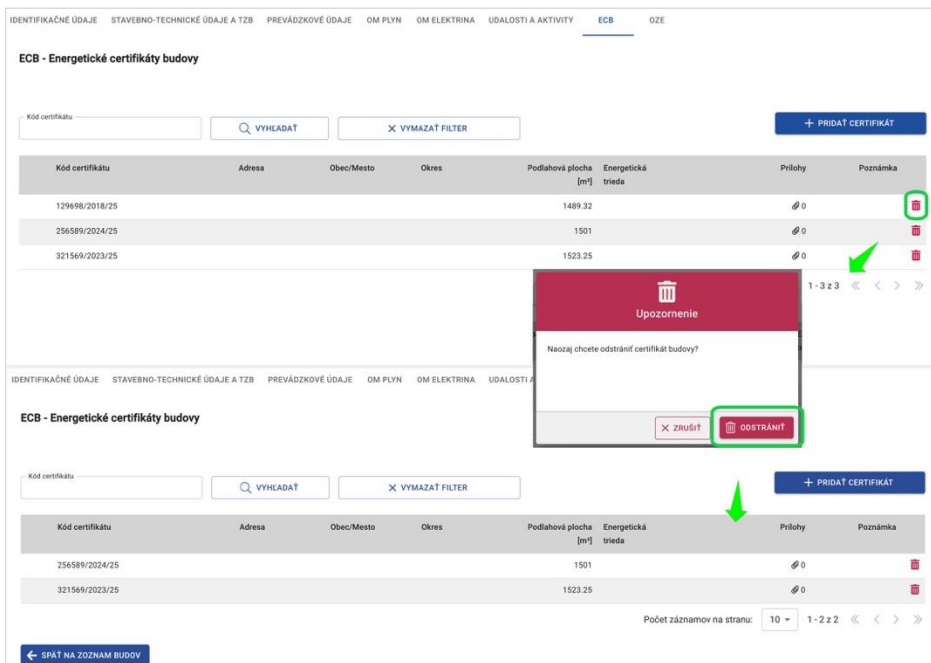 IDENTIFIKAČNÉ ÚDAJE STAVEBNO-TECHNICKÉ ÚDAJE A TZB PREVÁDZKOVÉ ÚDAJE OM PLYN OM ELEKTRINA UDALOSTI A AKTIVITY ECB OZE
ECB - Energetické certifikáty budovy
Kód certifikátu
VYHĽADAŤ VYMAZAŤ FILTER + PRIDAŤ CERTIFIKÁT
Kód certifikátu Adresa Obec/Mesto Okres Podlahová plocha [m²] Energetická trieda Prílohy Poznámka
129698/2018/25 1489.32 0
256589/2024/25 1501 0
321569/2023/25 1523.25 0
1 - 3 z 3
Upozornenie
Naozaj chcete odstrániť certifikát budovy?
ZRUŠIŤ ODSTRÁNIŤ
IDENTIFIKAČNÉ ÚDAJE STAVEBNO-TECHNICKÉ ÚDAJE A TZB PREVÁDZKOVÉ ÚDAJE OM PLYN OM ELEKTRINA UDALOSTI
ECB - Energetické certifikáty budovy
Kód certifikátu
VYHĽADAŤ VYMAZAŤ FILTER + PRIDAŤ CERTIFIKÁT
Kód certifikátu Adresa Obec/Mesto Okres Podlahová plocha [m²] Energetická trieda Prílohy Poznámka
256589/2024/25 1501 0
321569/2023/25 1523.25 0
Počet záznamov na stranu: 10 1 - 2 z 2
SPÄŤ NA ZOZNAM BUDOV